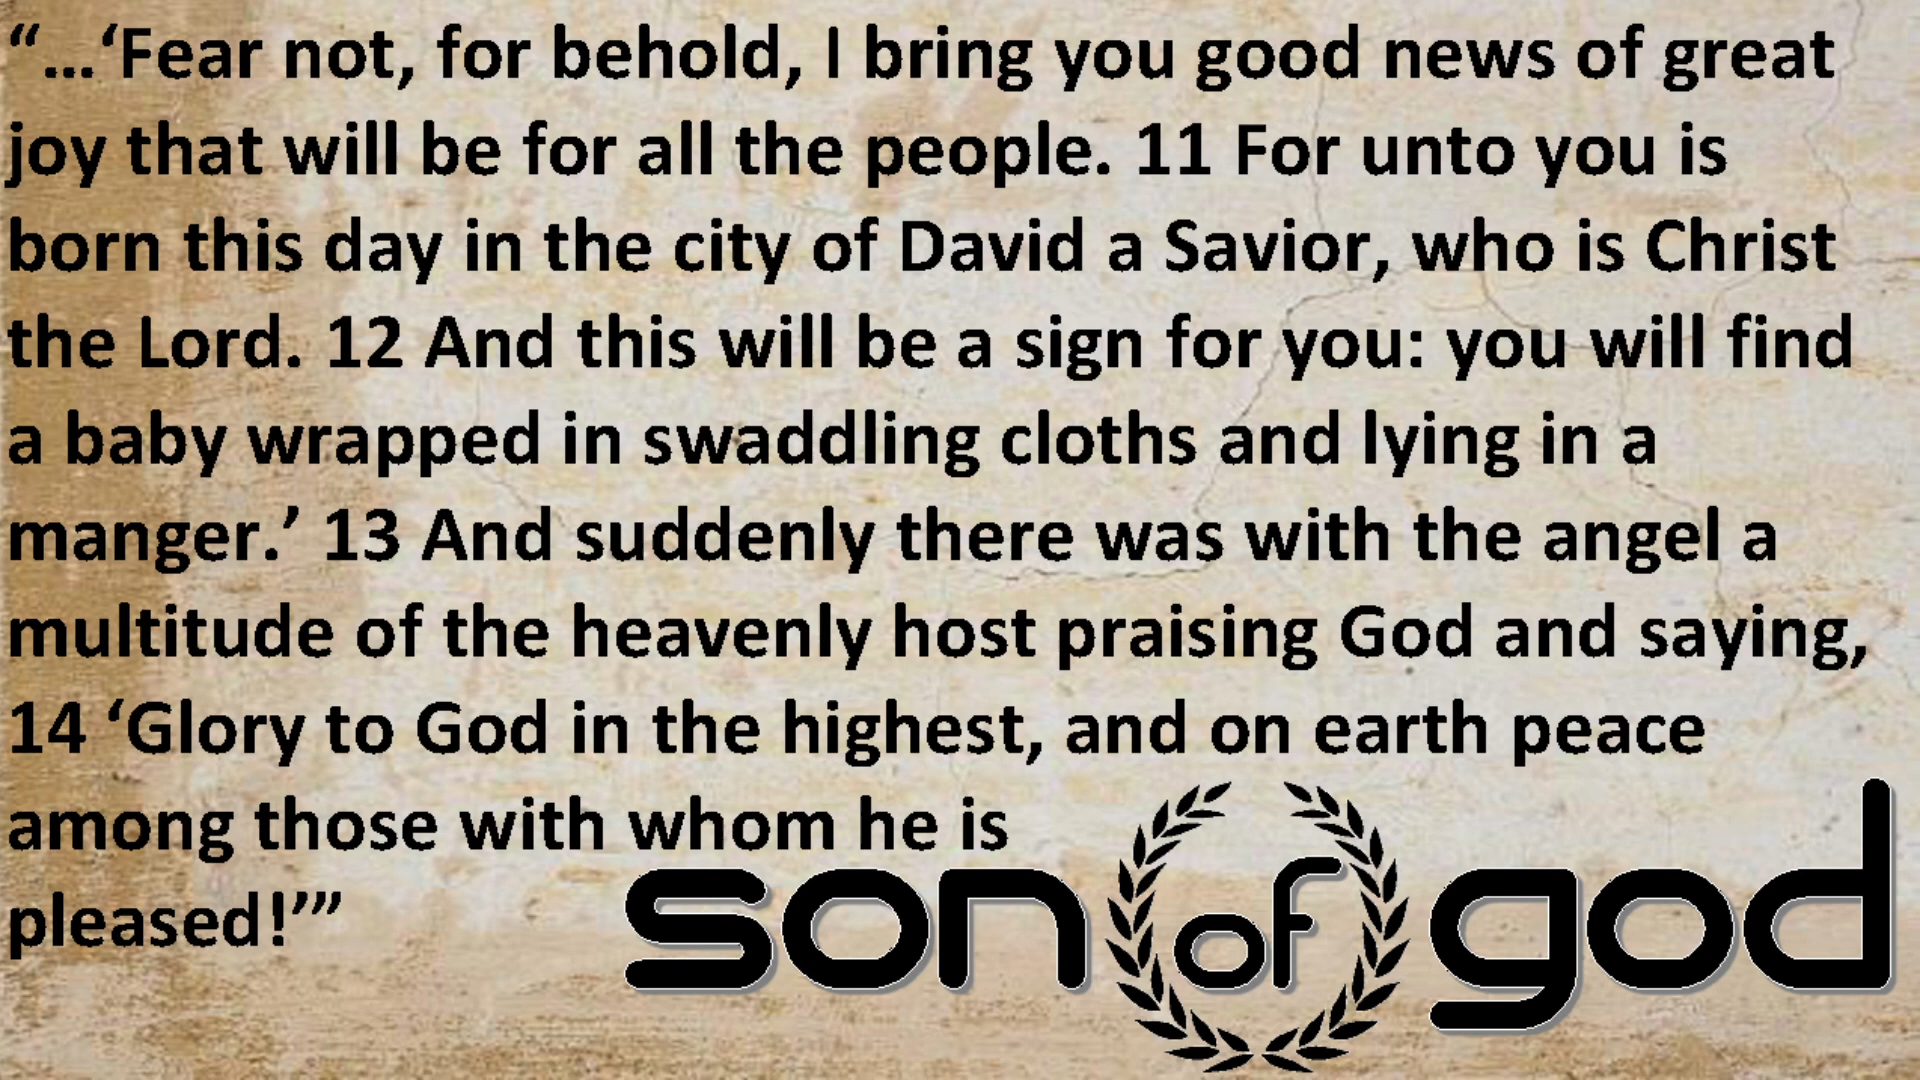 “…‘Fear not, for behold, I bring you good news of great
joy that will be for all the people. 11 For unto you is
born this day in the city of David a Savior, who is Christ
the Lord. 12 And this will be a sign for you: you will find
a baby wrapped in swaddling cloths and lying in a
manger.’ 13 And suddenly there was with the angel a
multitude of the heavenly host praising God and saying,
14 ‘Glory to God in the highest, and on earth peace
among those with whom he is
pleased!’”
son of god